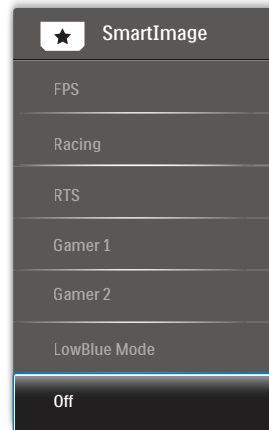 SmartImage
FPS
Racing
RTS
Gamer 1
Gamer 2
LowBlue Mode
Off